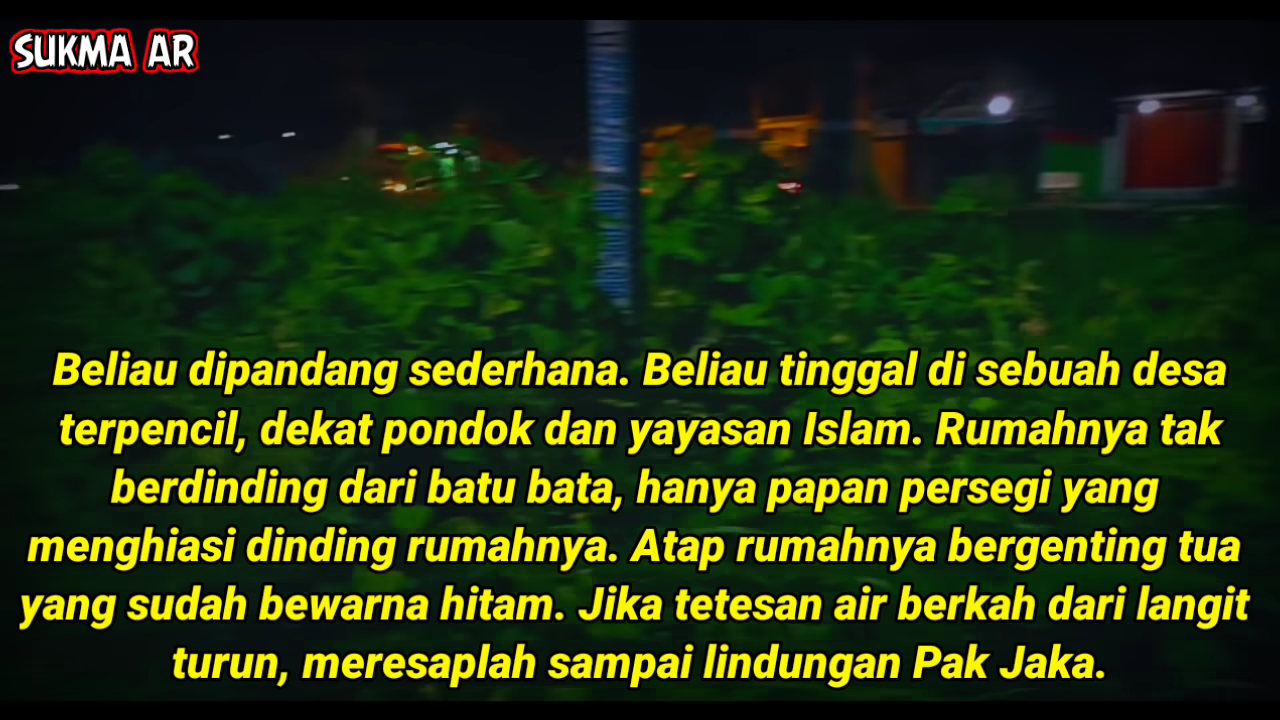 SUKMA AR
Beliau dipandang sederhana. Beliau tinggal di sebuah desa
terpencil, dekat pondok dan yayasan Islam. Rumahnya tak
berdinding dari batu bata, hanya papan persegi yang
menghiasi dinding rumahnya. Atap rumahnya bergenting tua
yang sudah bewarna hitam. Jika tetesan air berkah dari langit
turun, meresaplah sampai lindungan Pak Jaka.